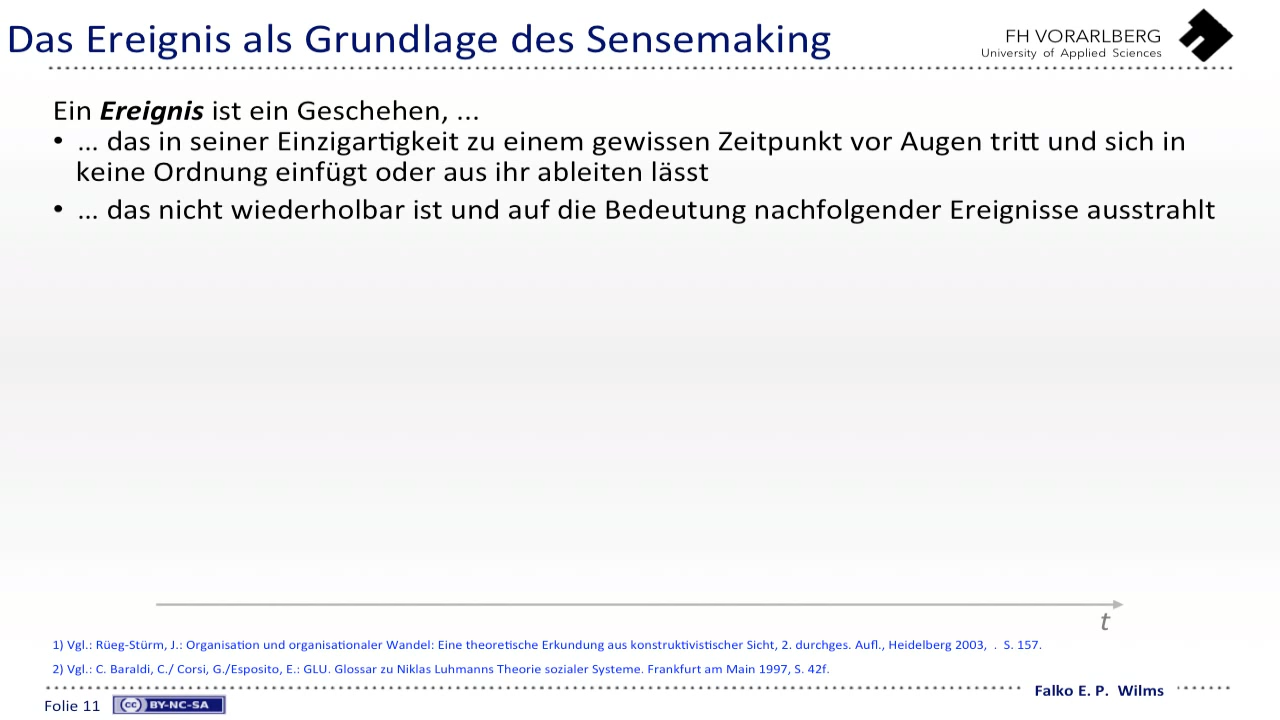 Das Ereignis als Grundlage des Sensemaking
FH VORARLBERG
University of Applied Sciences
Ein Ereignis ist ein Geschehen, ...
• ... das in seiner Einzigartigkeit zu einem gewissen Zeitpunkt vor Augen tritt und sich in
keine Ordnung einfügt oder aus ihr ableiten lässt
• ... das nicht wiederholbar ist und auf die Bedeutung nachfolgender Ereignisse ausstrahlt
t
1) Vgl.: Rüeg-Stürm, J.: Organisation und organisationaler Wandel: Eine theoretische Erkundung aus konstruktivistischer Sicht, 2. durchges. Aufl., Heidelberg 2003, . S. 157.
2) Vgl.: C. Baraldi, C./ Corsi, G./Esposito, E.: GLU. Glossar zu Niklas Luhmanns Theorie sozialer Systeme. Frankfurt am Main 1997, S. 42f.
Falko E. P. Wilms
Folie 11
cc BY-NC-SA